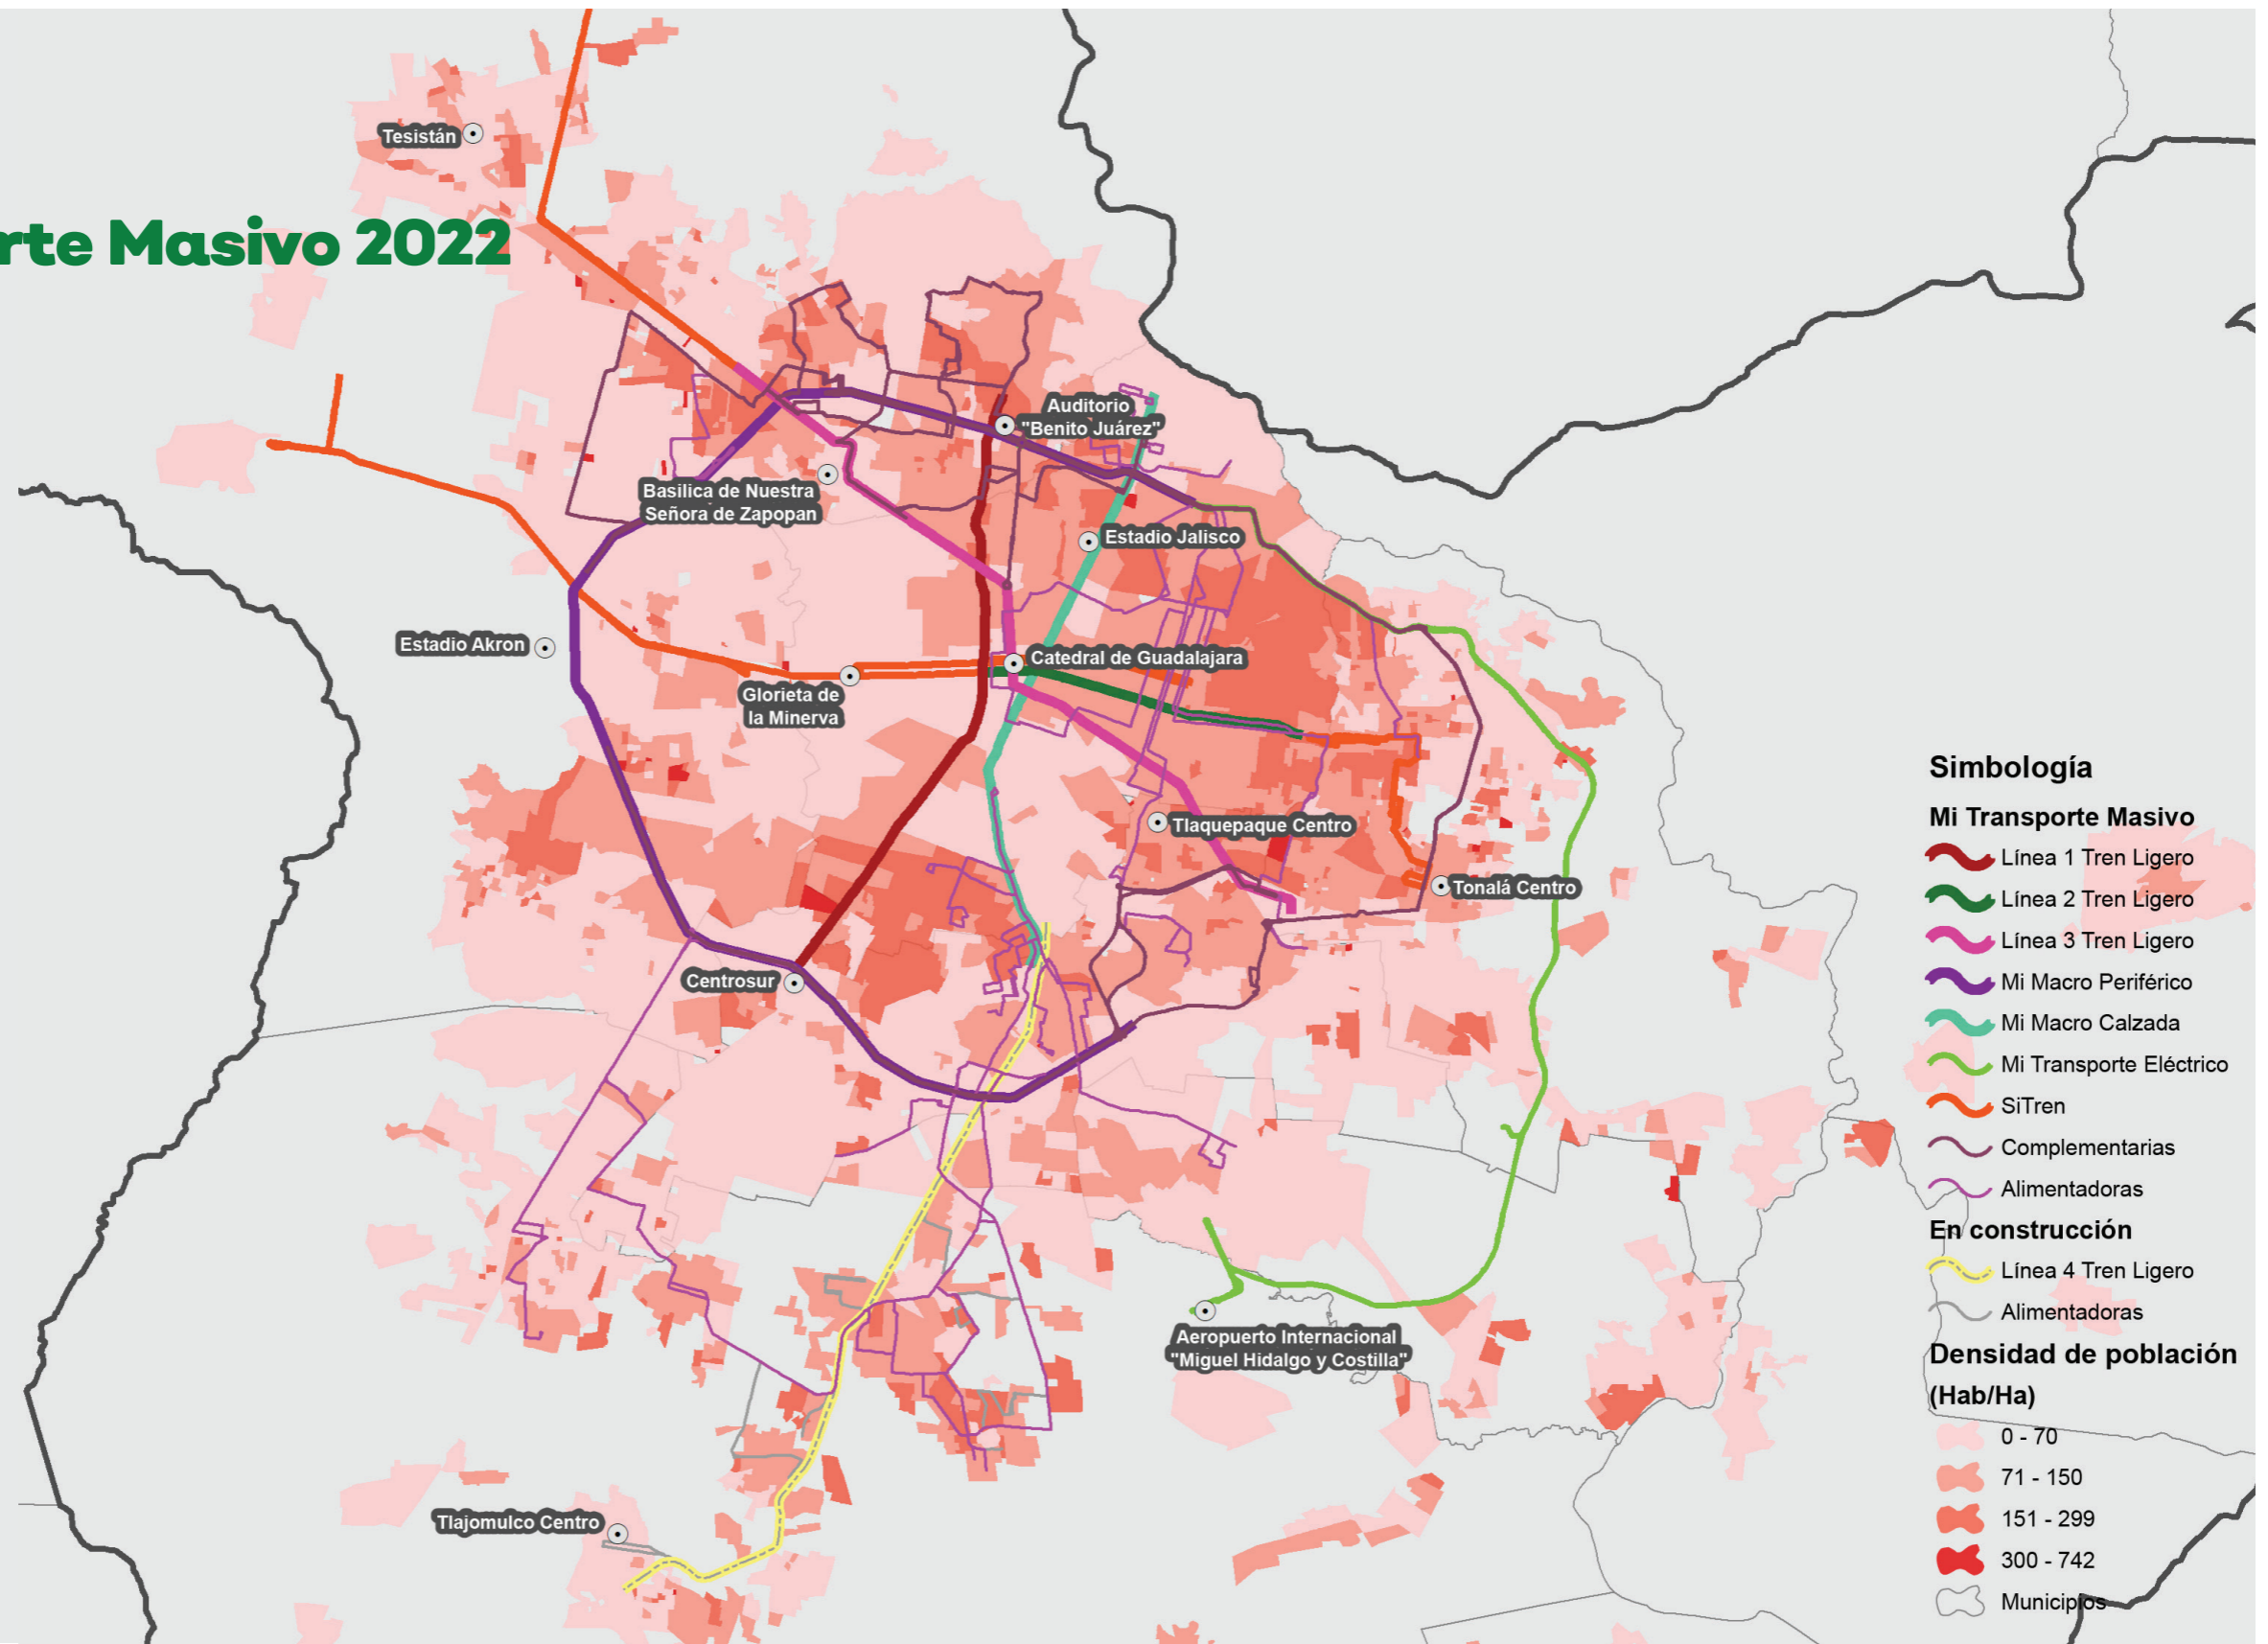 Tesistán
rte Masivo 2022
Auditorio
"Benito Juárez"
Basilica de Nuestra
Señora de Zapopan
Estadio Jalisco
Estadio Akron
Catedral de Guadalajara
Glorieta de
la Minerva
Tlaquepaque Centro
Tonalá Centro
Centrosur
Aeropuerto Internacional
"Miguel Hidalgo y Costilla"
Tlajomulco Centro
Simbología
Mi Transporte Masivo
Línea 1 Tren Ligero
Línea 2 Tren Ligero
Línea 3 Tren Ligero
Mi Macro Periférico
Mi Macro Calzada
Mi Transporte Eléctrico
SiTren
Complementarias
Alimentadoras
En construcción
Línea 4 Tren Ligero
Alimentadoras
Densidad de población
(Hab/Ha)
0 - 70
71 - 150
151 - 299
300 - 742
Municipios